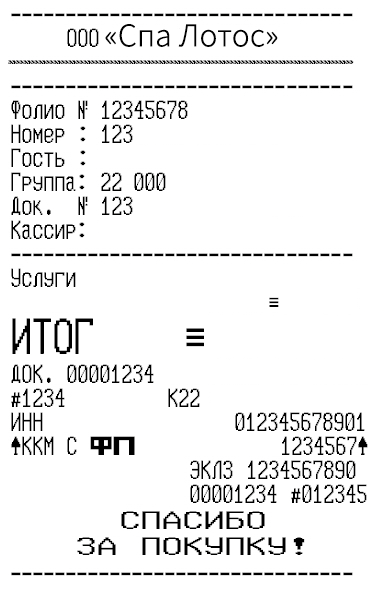 ООО «Спа Лотос»
Фолио № 12345678
Номер : 123
Гость :
Группа: 22 000
Док. № 123
Кассир:
Услуги
≡
ИТОГ ≡
ДОК. 00001234
#1234 К22
ИНН 012345678901
↑ККМ С ФП 1234567↑
ЭКЛЗ 1234567890
00001234 #012345
СПАСИБО
ЗА ПОКУПКУ!